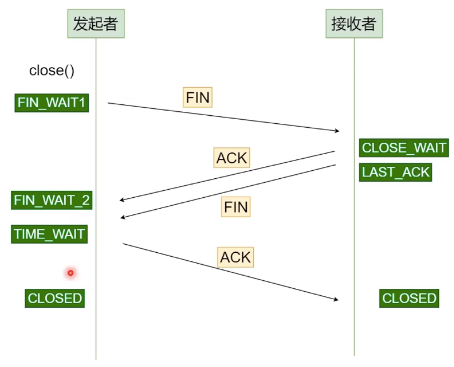 发起者
接收者
close()
FIN_WAIT1
FIN
CLOSE_WAIT
ACK
LAST_ACK
FIN_WAIT_2
FIN
TIME_WAIT
ACK
CLOSED
CLOSED